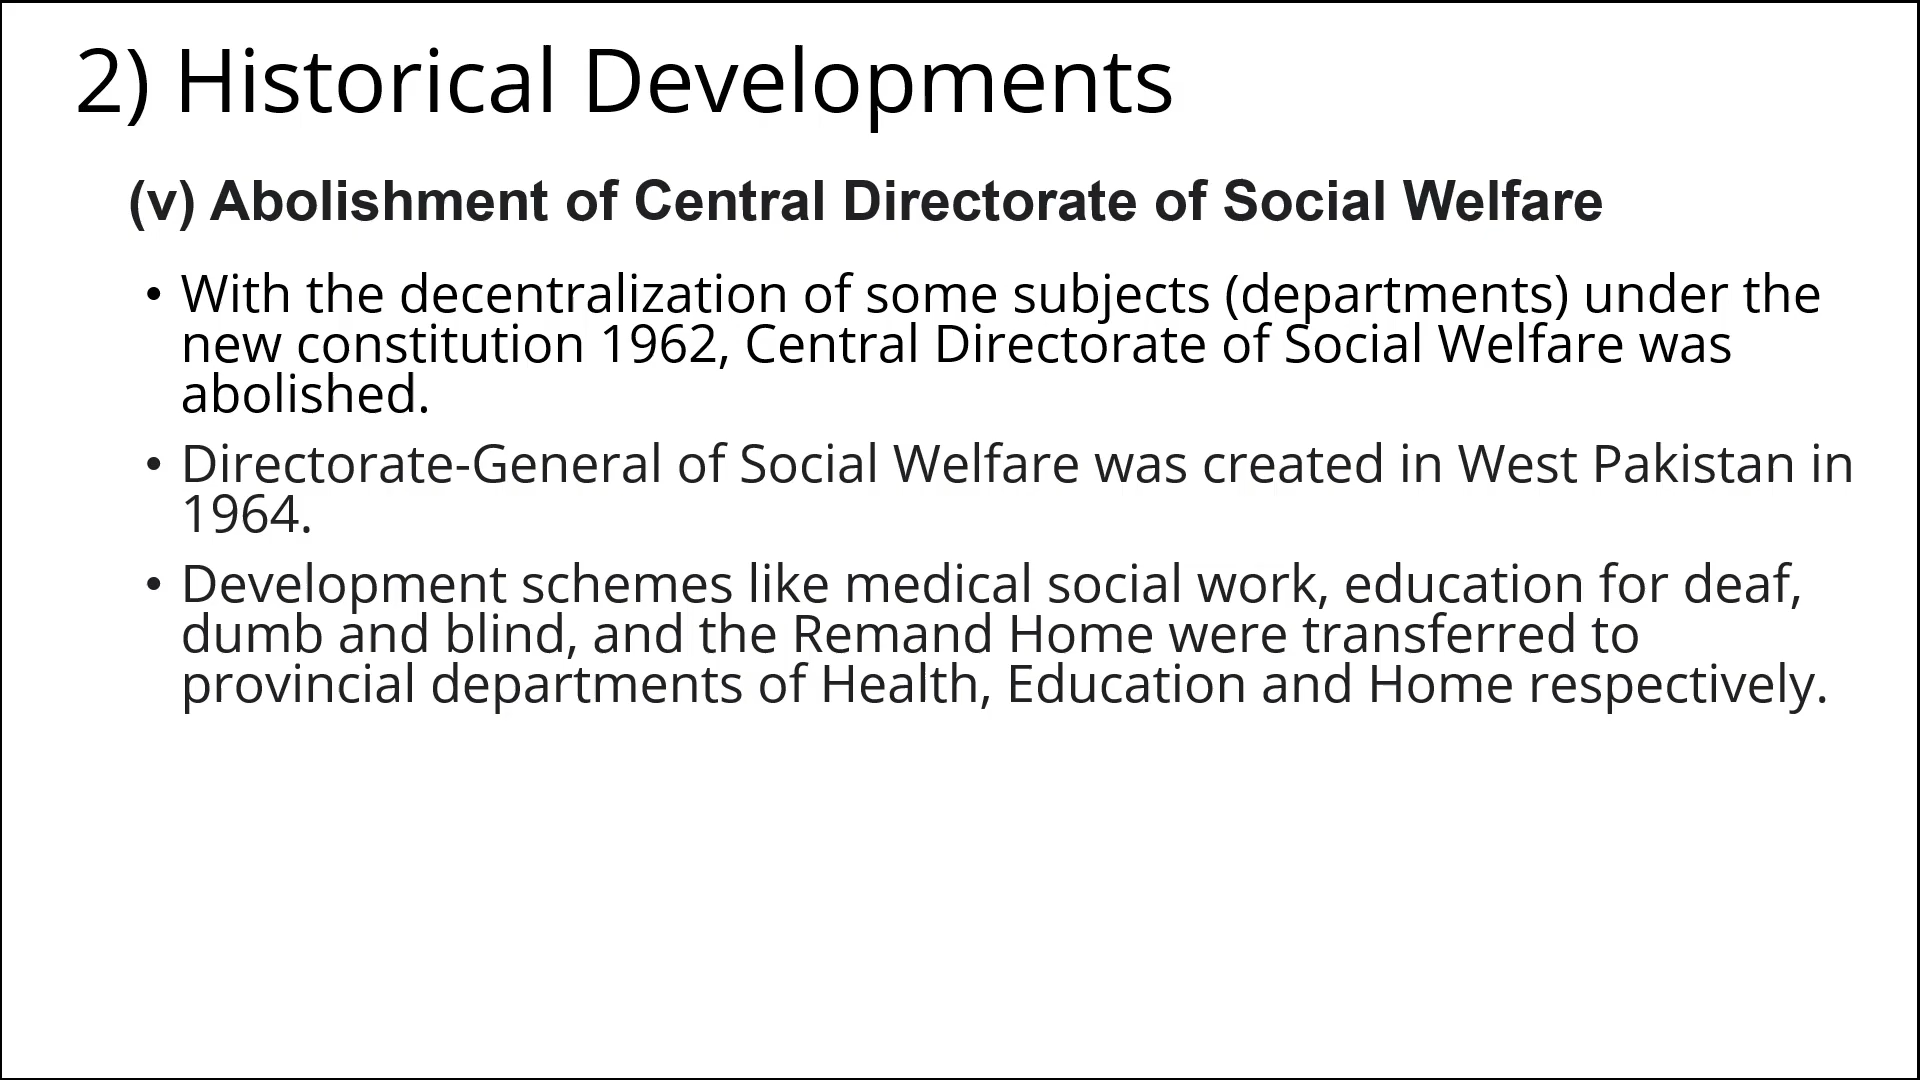 2) Historical Developments
(v) Abolishment of Central Directorate of Social Welfare
• With the decentralization of some subjects (departments) under the
new constitution 1962, Central Directorate of Social Welfare was
abolished.
• Directorate-General of Social Welfare was created in West Pakistan in
1964.
• Development schemes like medical social work, education for deaf,
dumb and blind, and the Remand Home were transferred to
provincial departments of Health, Education and Home respectively.